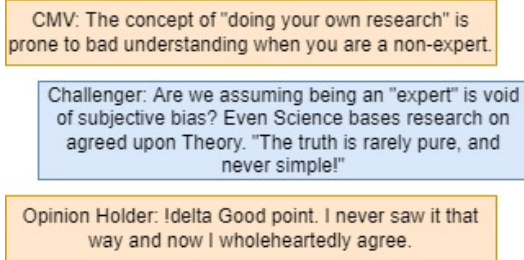 CMV: The concept of "doing your own research" is
prone to bad understanding when you are a non-expert.
Challenger: Are we assuming being an "expert" is void
of subjective bias? Even Science bases research on
agreed upon Theory. "The truth is rarely pure, and
never simple!"
Opinion Holder: !delta Good point. I never saw it that
way and now I wholeheartedly agree.